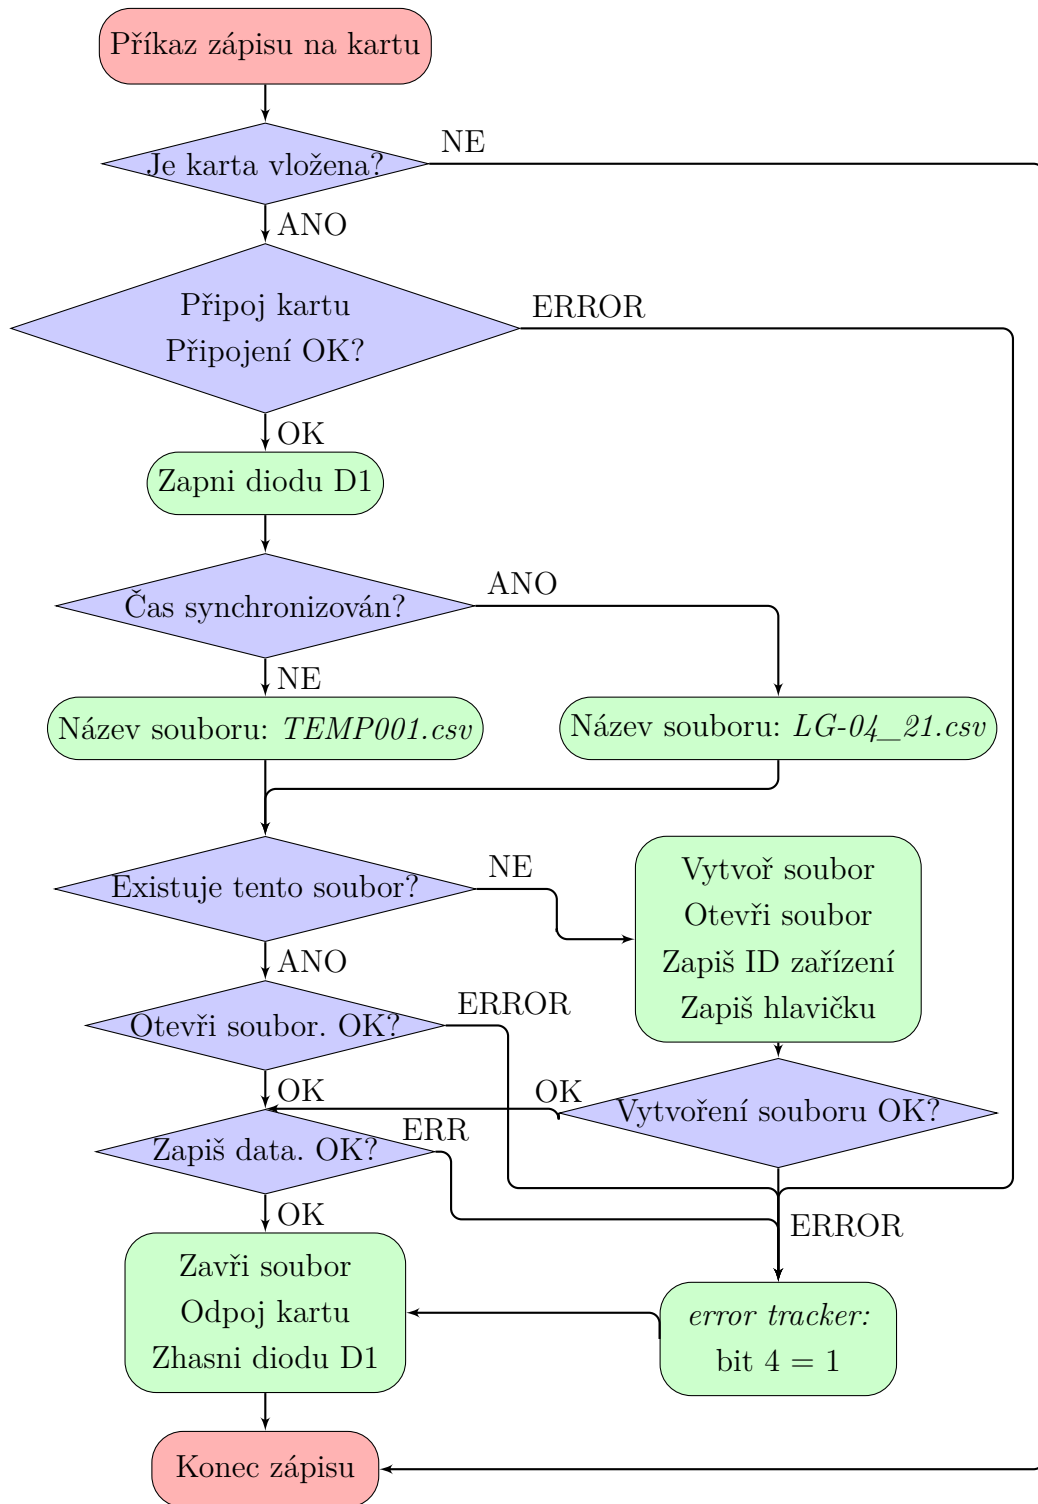 Příkaz zápisu na kartu
Je karta vložena?
NE
ANO
Připoj kartu
Připojení OK?
ERROR
OK
Zapni diodu D1
Čas synchronizován?
ANO
NE
Název souboru: TEMP001.csv
Název souboru: LG-04_21.csv
Existuje tento soubor?
NE
Vytvoř soubor
Otevři soubor
Zapiš ID zařízení
Zapiš hlavičku
ANO
Otevři soubor. OK?
ERROR
OK
OK
Vytvoření souboru OK?
Zapiš data. OK?
ERR
OK
ERROR
Zavři soubor
Odpoj kartu
Zhasni diodu D1
error tracker:
bit 4 = 1
Konec zápisu